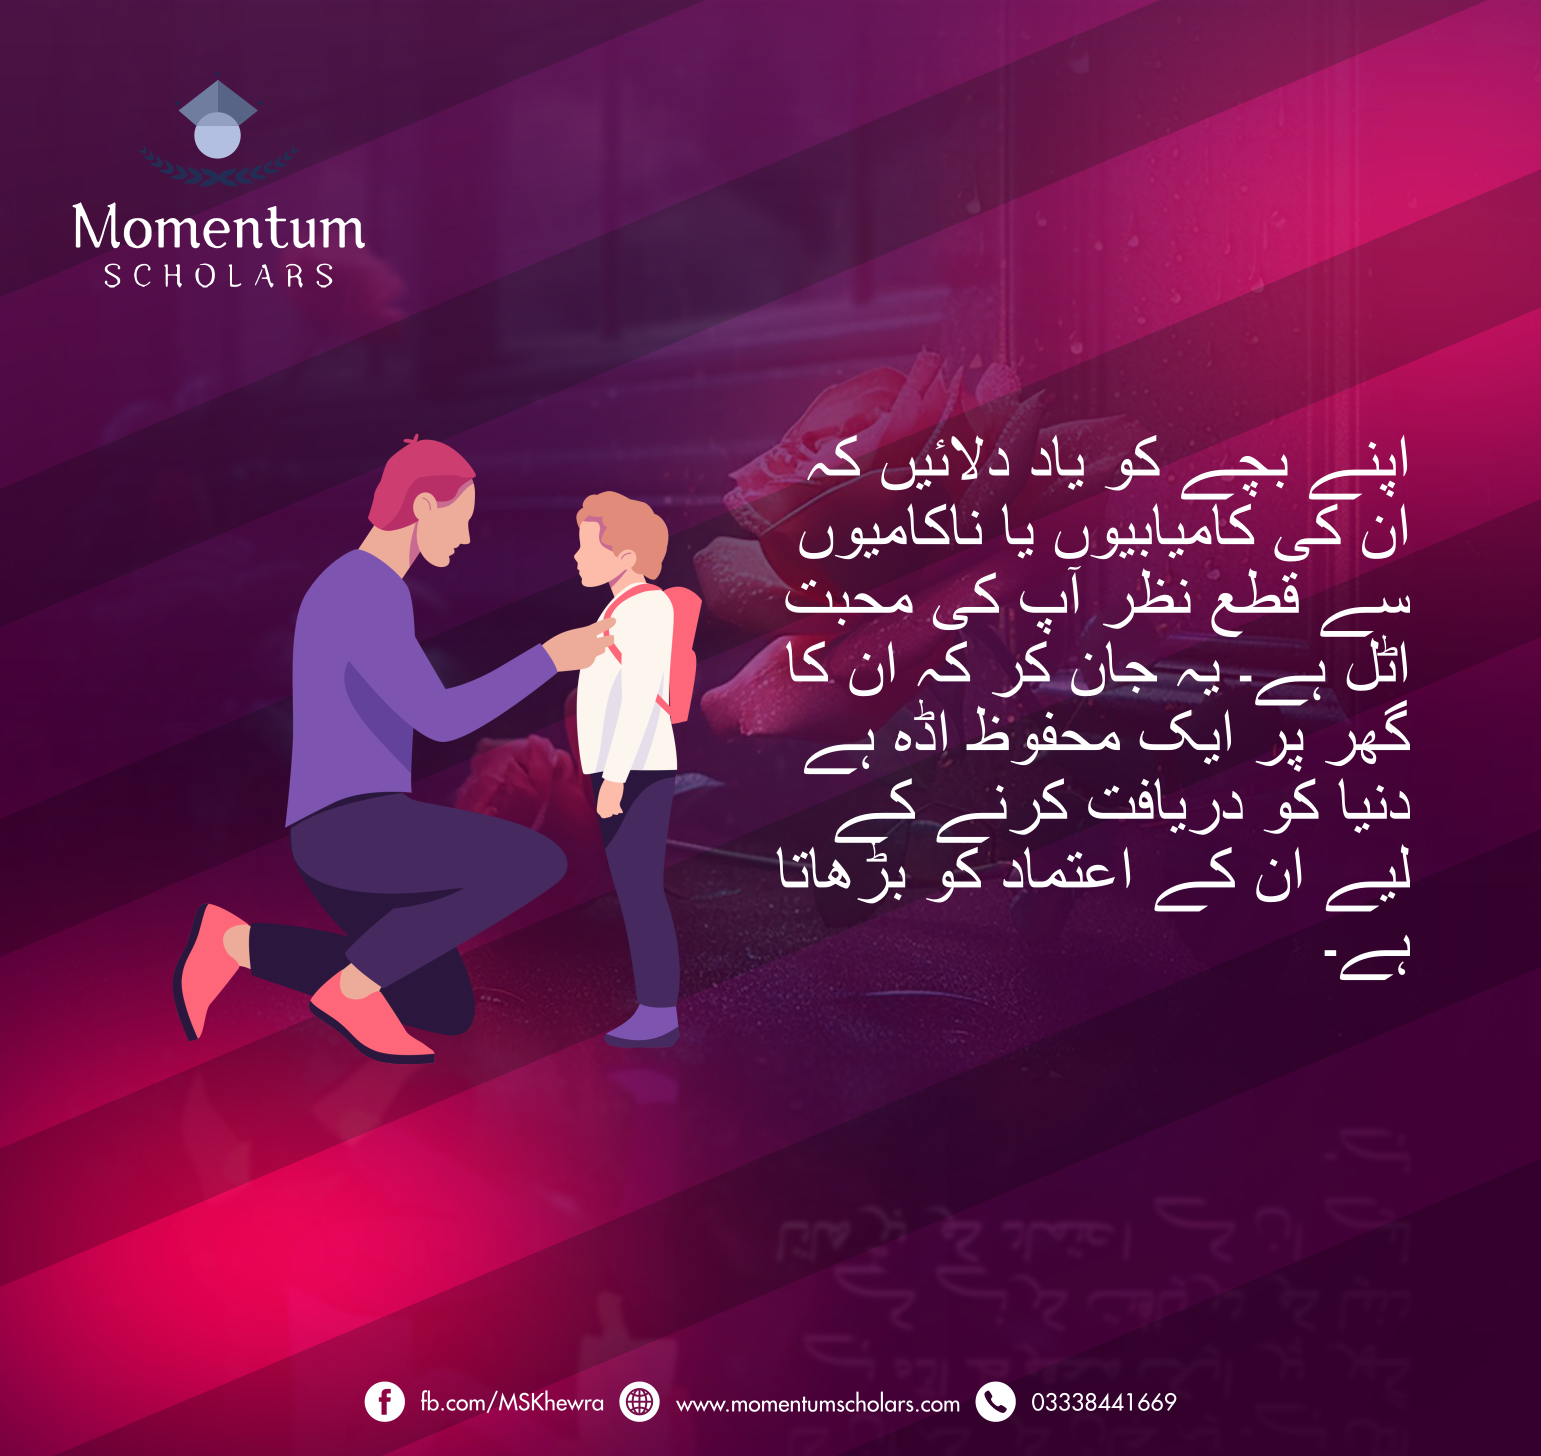 Momentum
SCHOLARS
اپنے بچے کو یاد دلائیں کہ
ان کی کامیابیوں یا ناکامیوں
سے قطع نظر آپ کی محبت
اٹل ہے۔ یہ جان کر کہ ان کا
گھر پر ایک محفوظ اڈہ ہے
دنیا کو دریافت کرنے کے
لیے ان کے اعتماد کو بڑھاتا
ہے۔
fb.com/MSKhewra www.momentumscholars.com 03338441669